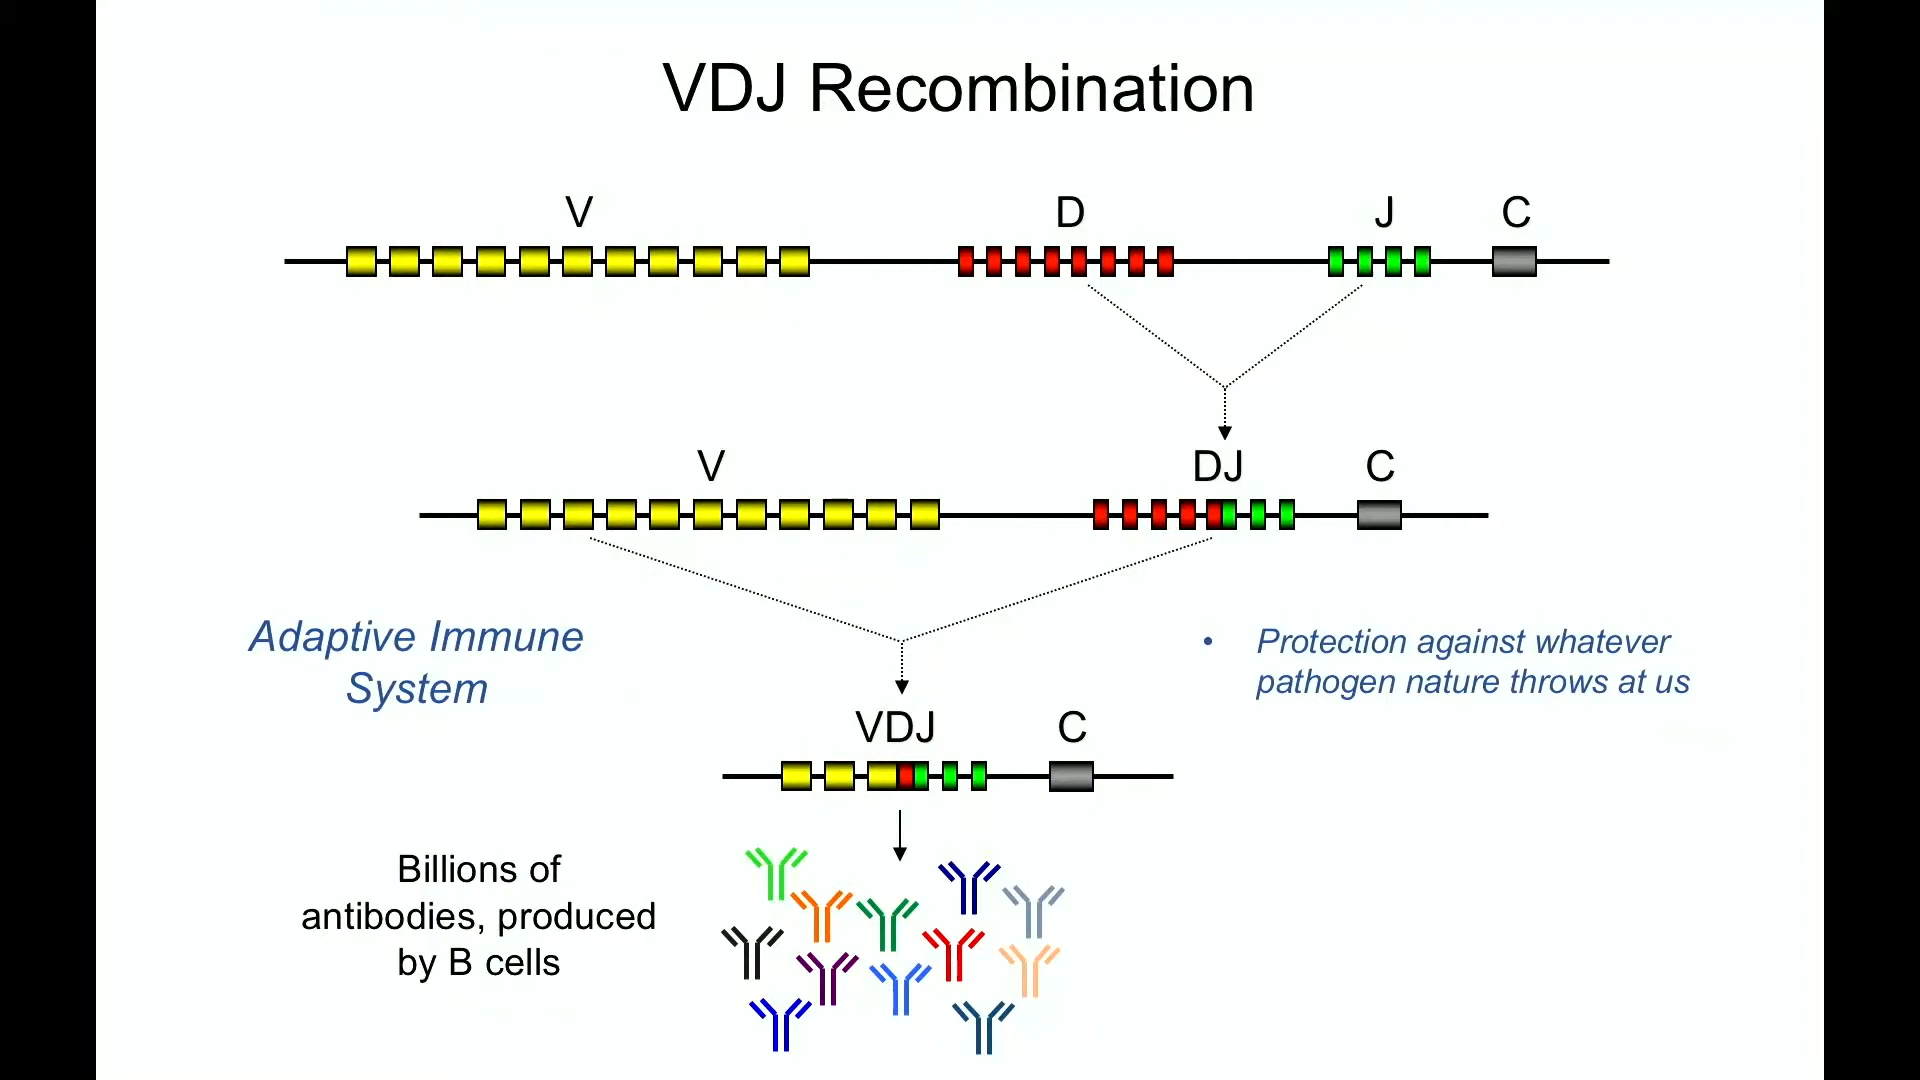 VDJ Recombination
V D J C
V DJ C
Adaptive Immune
System
• Protection against whatever
pathogen nature throws at us
VDJ C
Billions of
antibodies, produced
by B cells